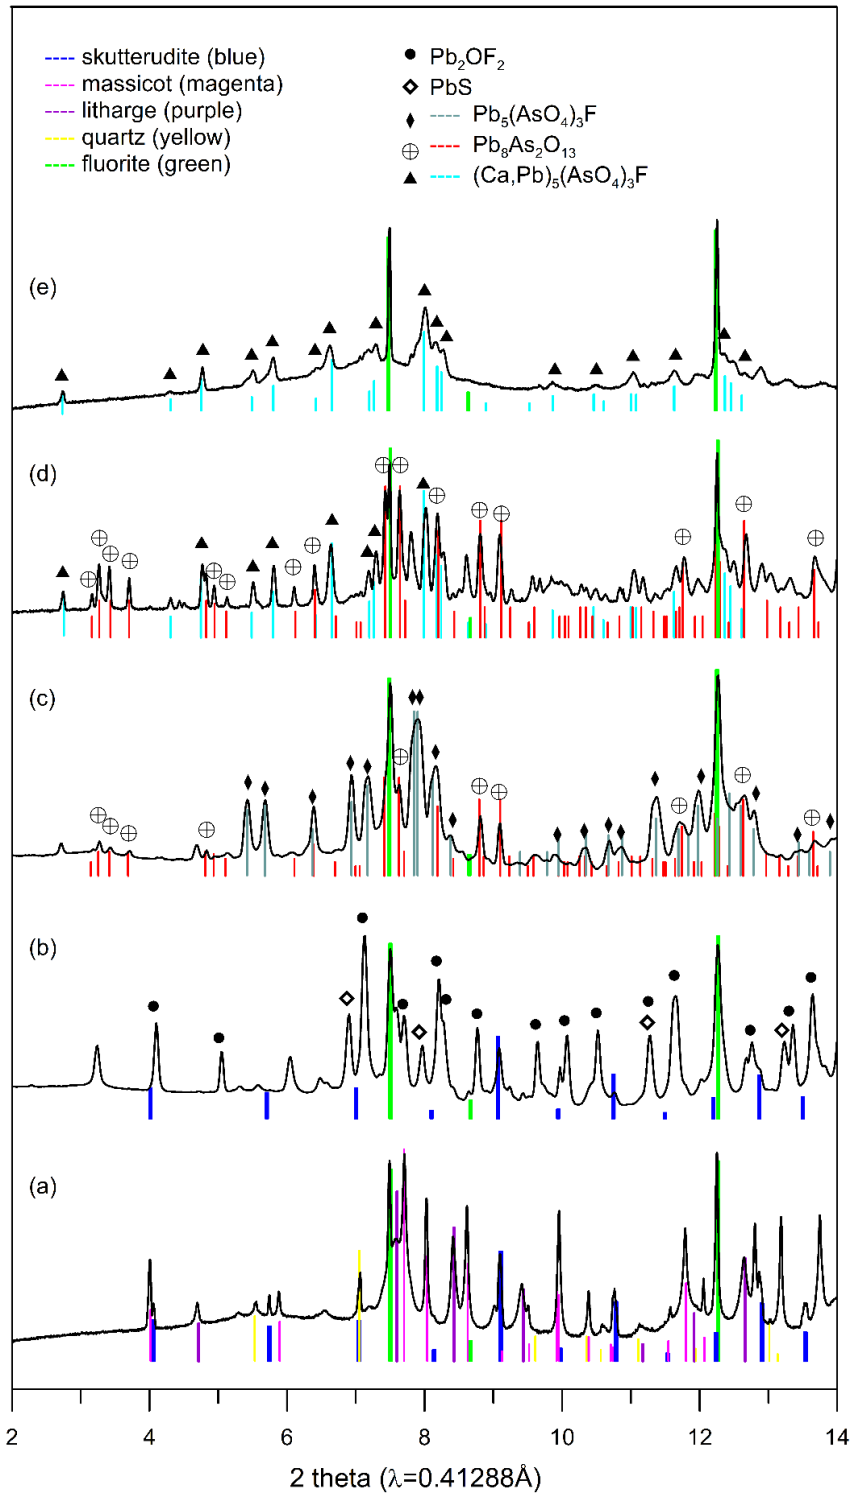 skutterudite (blue)
massicot (magenta)
litharge (purple)
quartz (yellow)
fluorite (green)
Pb₂OF₂
PbS
Pb₅(AsO₄)₃F
Pb₈As₂O₁₃
(Ca,Pb)₅(AsO₄)₃F
(e)
(d)
(c)
(b)
(a)
2 4 6 8 10 12 14
2 theta (λ=0.41288Å)